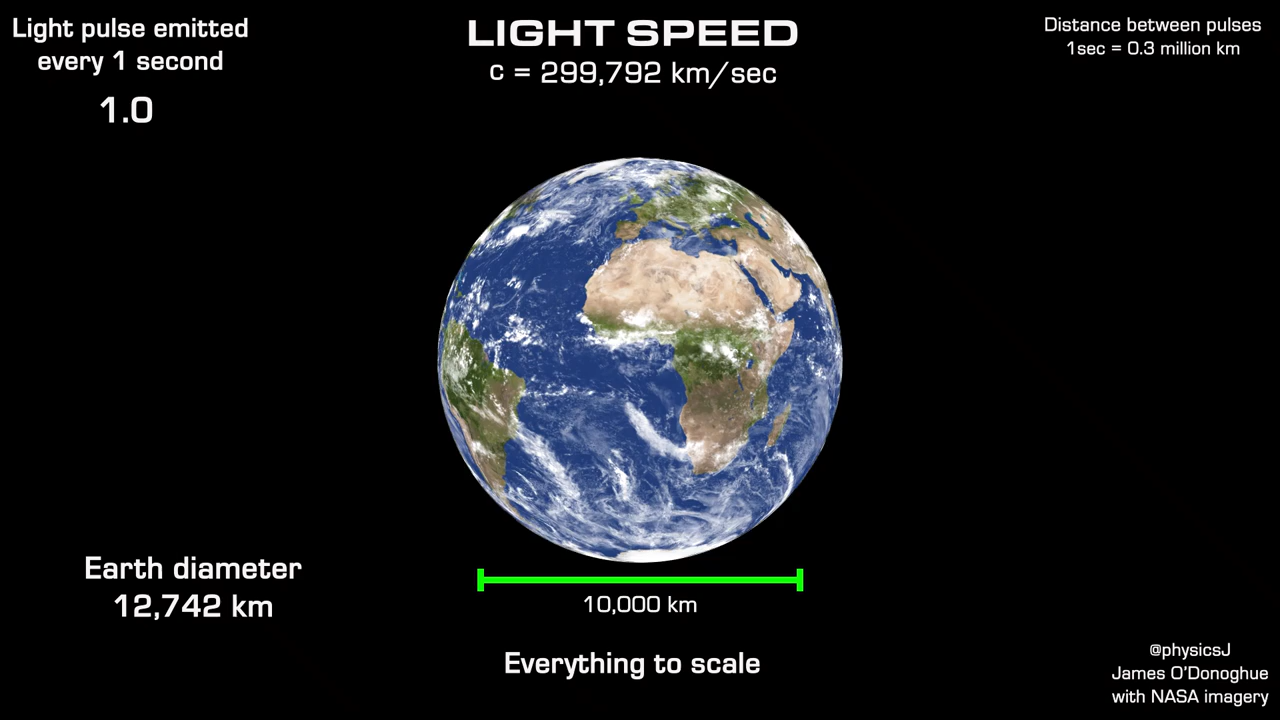 Light pulse emitted
every 1 second
1.0
LIGHT SPEED
c = 299,792 km/sec
Distance between pulses
1sec = 0.3 million km
Earth diameter
12,742 km
10,000 km
Everything to scale
@physicsJ
James O'Donoghue
with NASA imagery